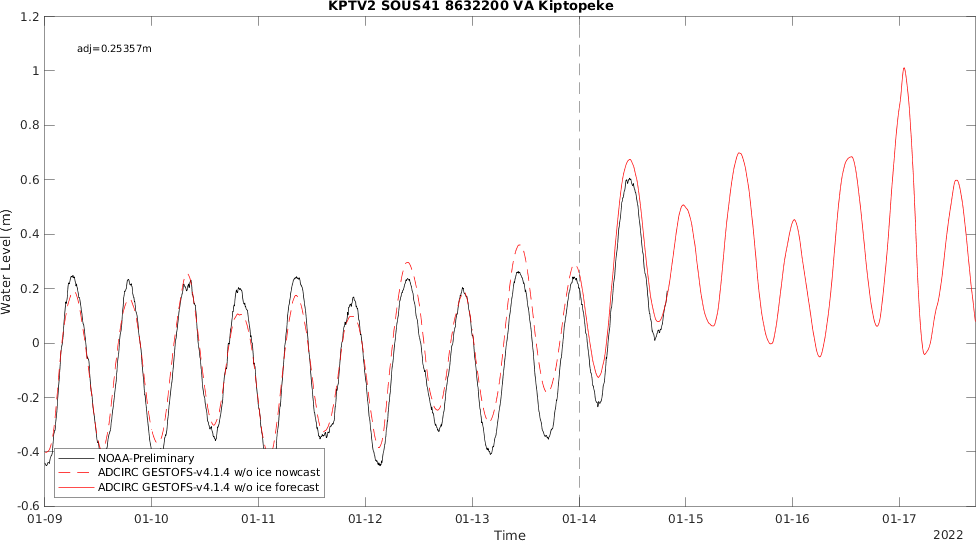 KPTV2 SOUS41 8632200 VA Kiptopeke
adj=0.25357m
Water Level (m)
1.2
1
0.8
0.6
0.4
0.2
0
-0.2
-0.4
-0.6
NOAA-Preliminary
ADCIRC GESTOFS-v4.1.4 w/o ice nowcast
ADCIRC GESTOFS-v4.1.4 w/o ice forecast
01-09 01-10 01-11 01-12 01-13 01-14 01-15 01-16 01-17
Time
2022